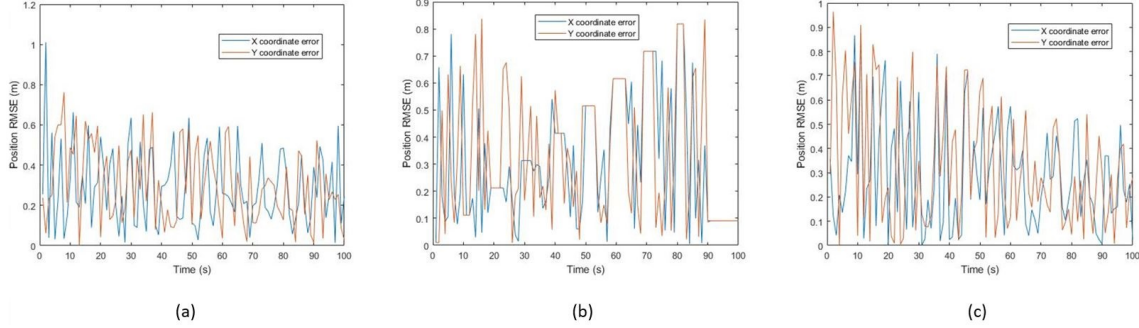 1.2
1
0.8
0.6
0.4
0.2
0
0 10 20 30 40 50 60 70 80 90 100
Position RMSE (m)
Time (s)
X coordinate error
Y coordinate error
(a)
0.9
0.8
0.7
0.6
0.5
0.4
0.3
0.2
0.1
0
0 10 20 30 40 50 60 70 80 90 100
Position RMSE (m)
Time (s)
X coordinate error
Y coordinate error
(b)
1
0.9
0.8
0.7
0.6
0.5
0.4
0.3
0.2
0.1
0
0 10 20 30 40 50 60 70 80 90 100
Position RMSE (m)
Time (s)
X coordinate error
Y coordinate error
(c)